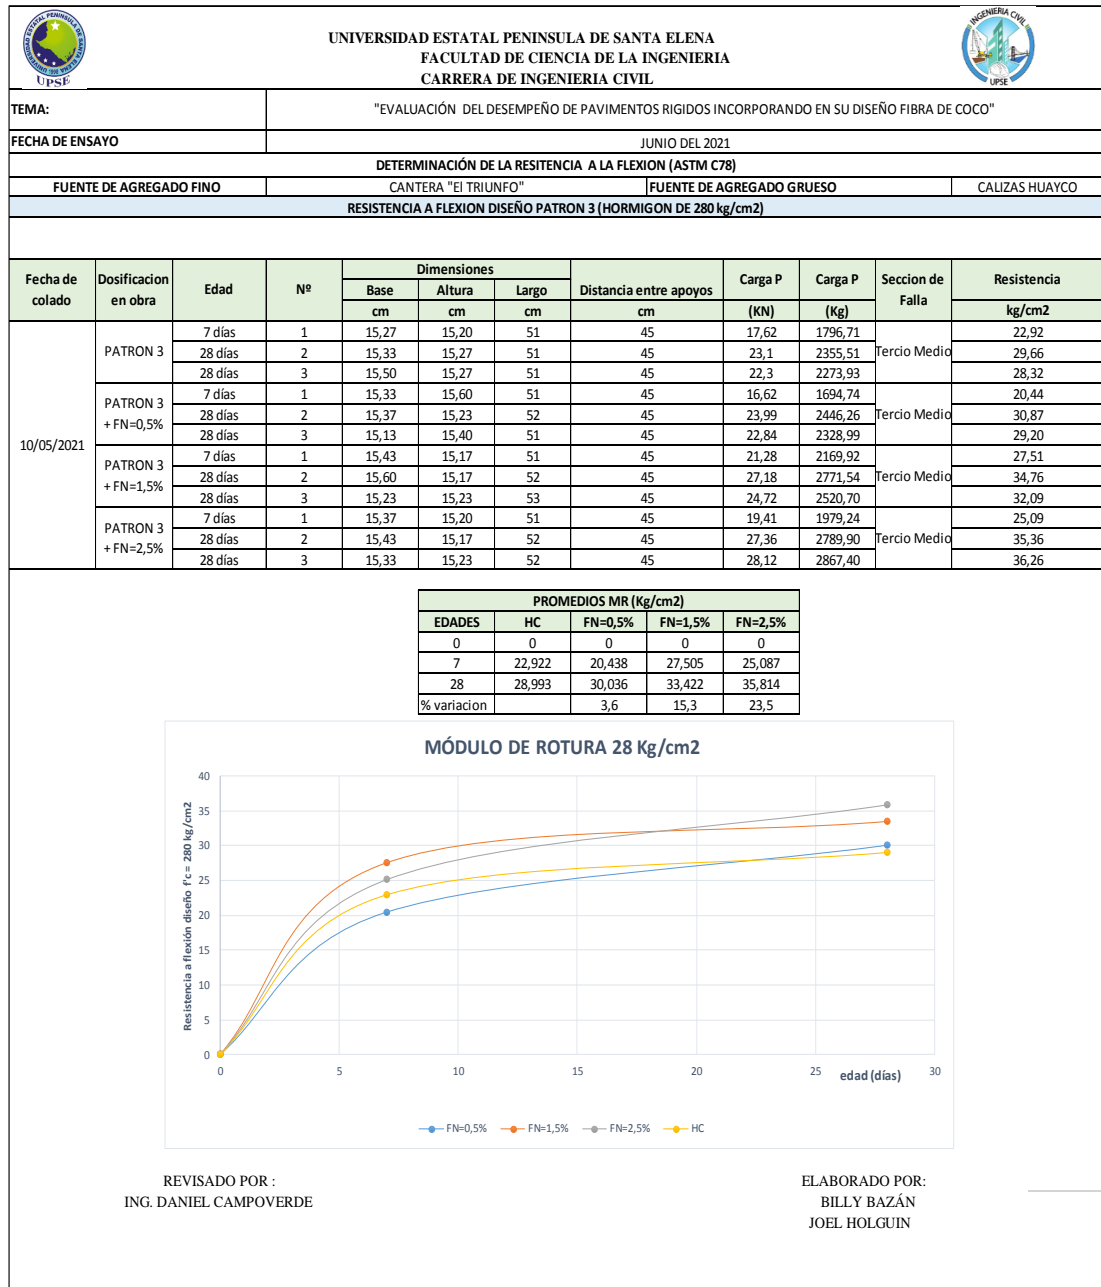 UNIVERSIDAD ESTATAL PENINSULA DE SANTA ELENA
FACULTAD DE CIENCIA DE LA INGENIERIA
CARRERA DE INGENIERIA CIVIL
UPSE
INGENIERIA CIVIL
UPSE
TEMA: "EVALUACIÓN DEL DESEMPEÑO DE PAVIMENTOS RIGIDOS INCORPORANDO EN SU DISEÑO FIBRA DE COCO"
FECHA DE ENSAYO JUNIO DEL 2021
DETERMINACIÓN DE LA RESITENCIA A LA FLEXION (ASTM C78)
FUENTE DE AGREGADO FINO CANTERA "El TRIUNFO" FUENTE DE AGREGADO GRUESO CALIZAS HUAYCO
RESISTENCIA A FLEXION DISEÑO PATRON 3 (HORMIGON DE 280 kg/cm2)
Fecha de colado Dosificacion en obra Edad Nº Dimensiones Distancia entre apoyos Carga P Carga P Seccion de Falla Resistencia
Base Altura Largo
cm cm cm cm (KN) (Kg) kg/cm2
10/05/2021
PATRON 3 Tercio Medio
7 días 1 15,27 15,20 51 45 17,62 1796,71 22,92
28 días 2 15,33 15,27 51 45 23,1 2355,51 29,66
28 días 3 15,50 15,27 51 45 22,3 2273,93 28,32
PATRON 3 + FN=0,5% Tercio Medio
7 días 1 15,33 15,60 51 45 16,62 1694,74 20,44
28 días 2 15,37 15,23 52 45 23,99 2446,26 30,87
28 días 3 15,13 15,40 51 45 22,84 2328,99 29,20
PATRON 3 + FN=1,5% Tercio Medio
7 días 1 15,43 15,17 51 45 21,28 2169,92 27,51
28 días 2 15,60 15,17 52 45 27,18 2771,54 34,76
28 días 3 15,23 15,23 53 45 24,72 2520,70 32,09
PATRON 3 + FN=2,5% Tercio Medio
7 días 1 15,37 15,20 51 45 19,41 1979,24 25,09
28 días 2 15,43 15,17 52 45 27,36 2789,90 35,36
28 días 3 15,33 15,23 52 45 28,12 2867,40 36,26
PROMEDIOS MR (Kg/cm2)
EDADES HC FN=0,5% FN=1,5% FN=2,5%
0 0 0 0 0
7 22,922 20,438 27,505 25,087
28 28,993 30,036 33,422 35,814
% variacion 3,6 15,3 23,5
MÓDULO DE ROTURA 28 Kg/cm2
Resistencia a flexión diseño f'c = 280 kg/cm2
40
35
30
25
20
15
10
5
0
0 5 10 15 20 25 30
edad (días)
FN=0,5% FN=1,5% FN=2,5% HC
REVISADO POR :
ING. DANIEL CAMPOVERDE
ELABORADO POR:
BILLY BAZÁN
JOEL HOLGUIN